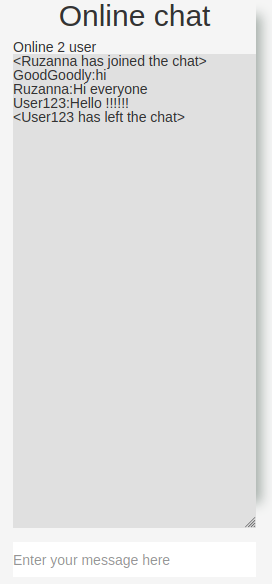 Online chat
Online 2 user
<Ruzanna has joined the chat>
GoodGoodly:hi
Ruzanna:Hi everyone
User123:Hello !!!!!!
<User123 has left the chat>
Enter your message here